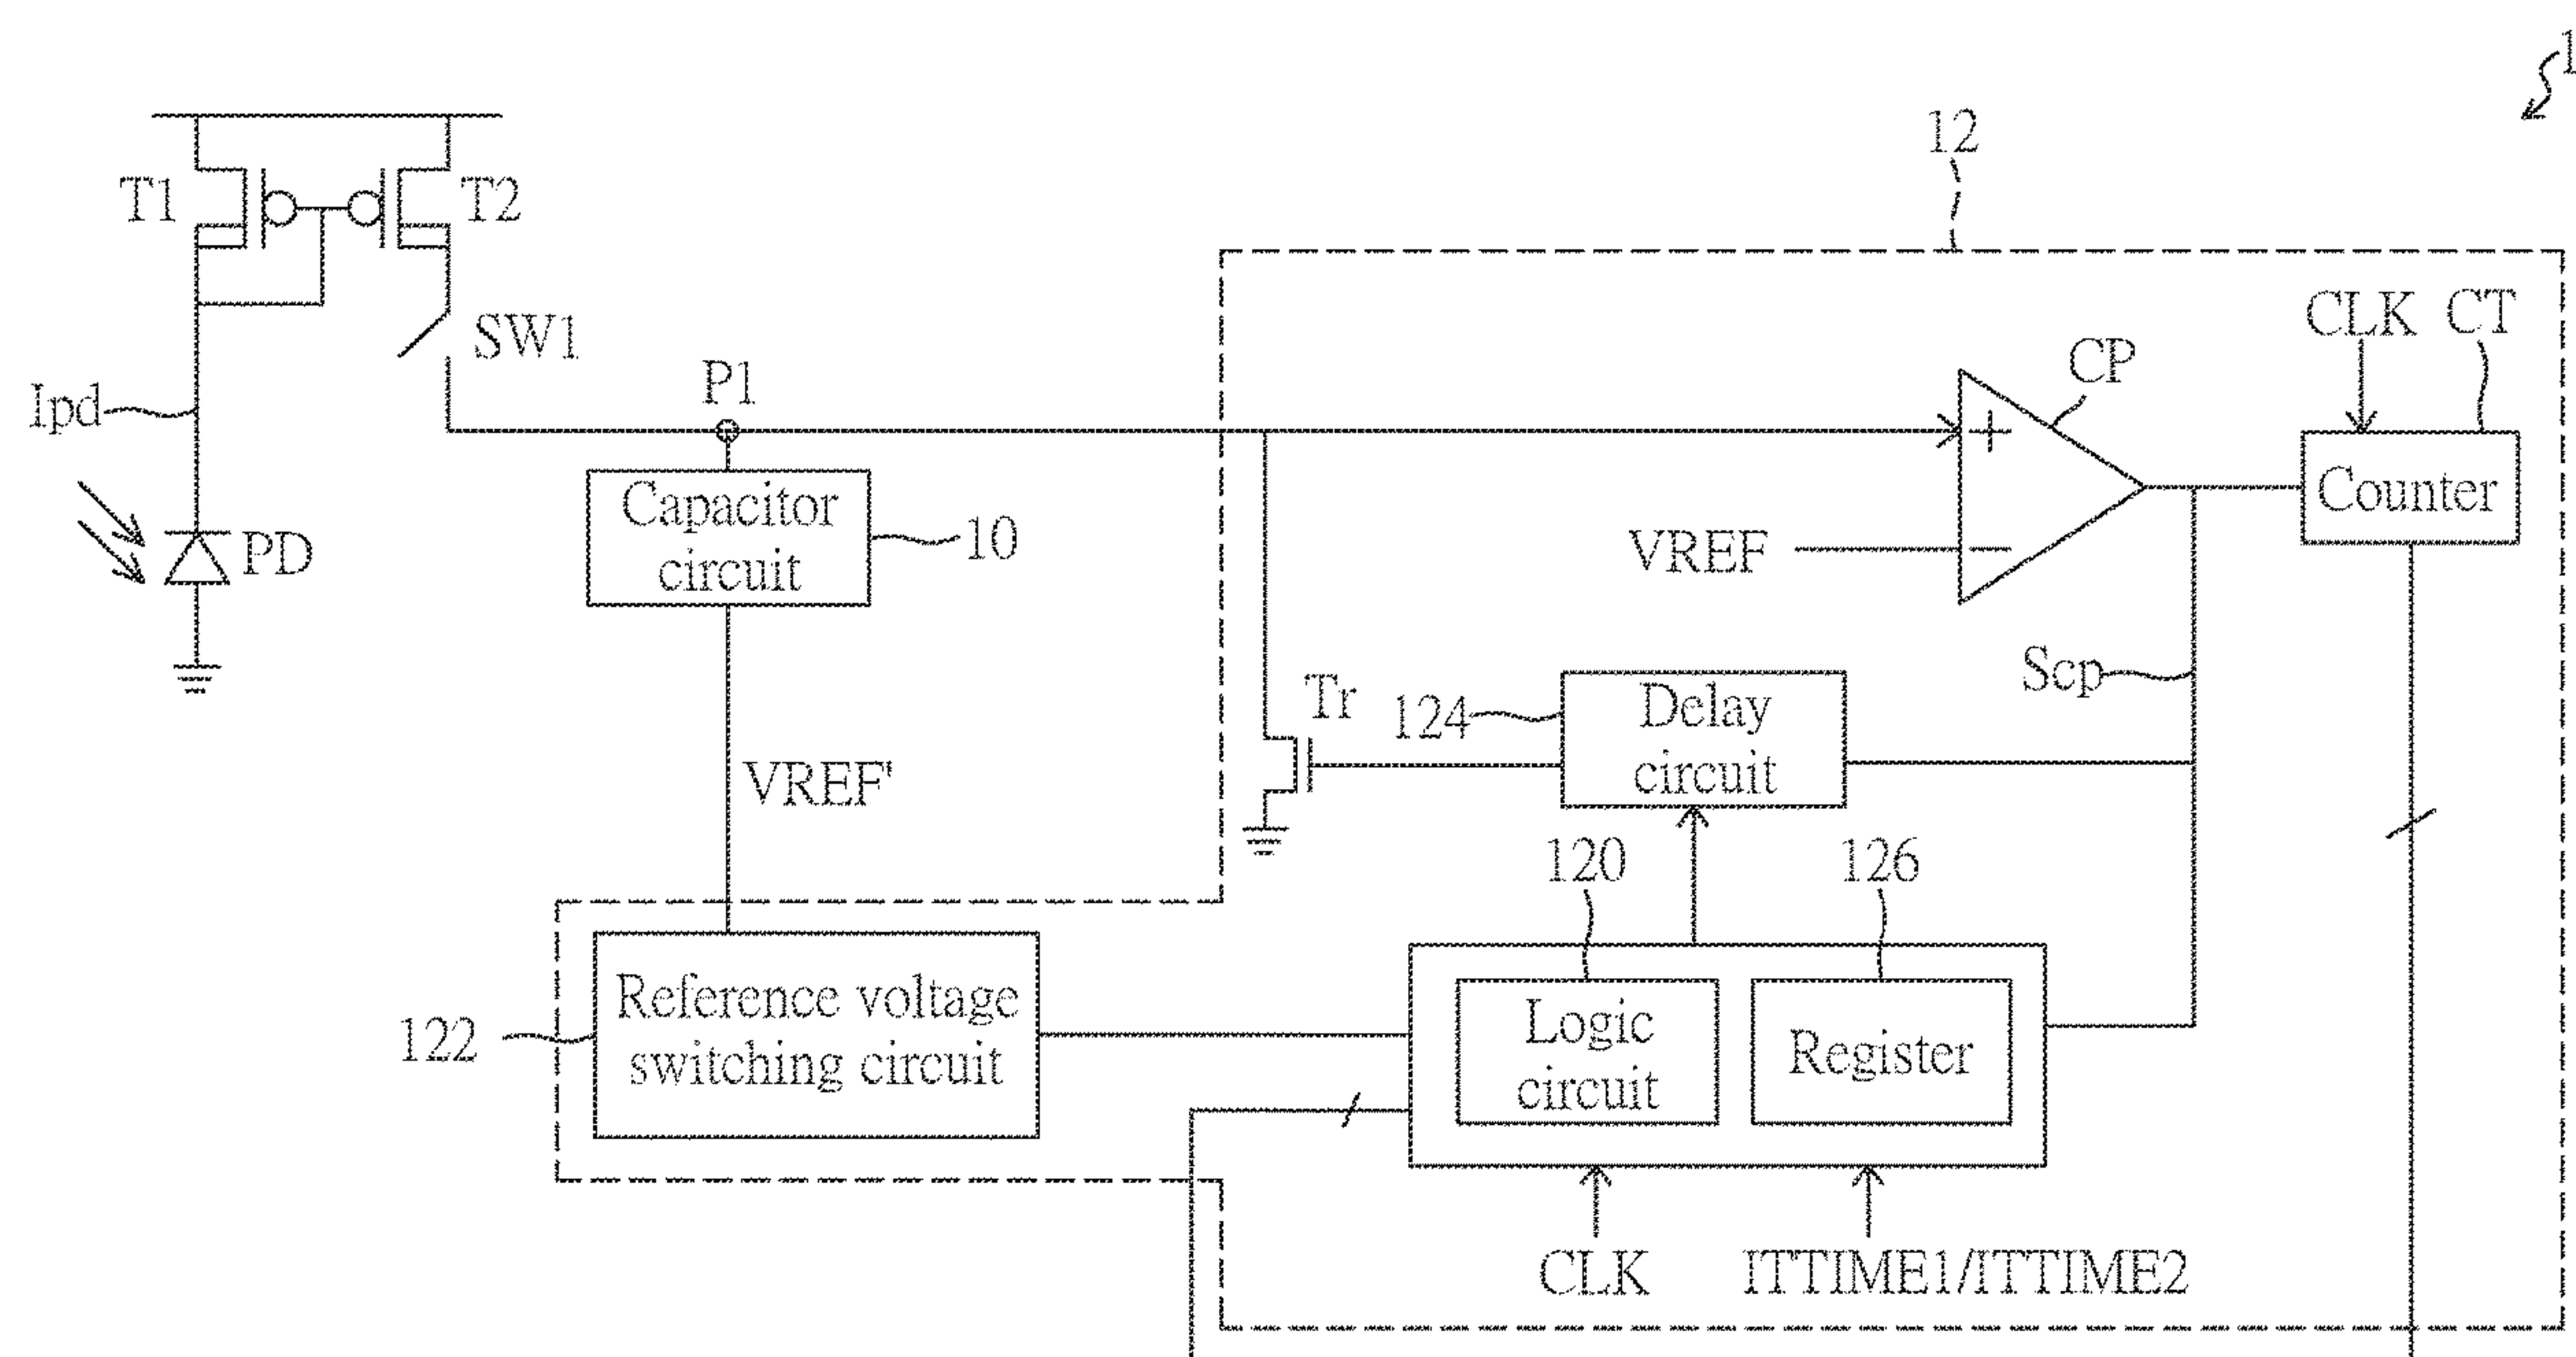 1
12
T1
T2
CLK
CT
SW1
CP
P1
Ipd
Counter
Capacitor
circuit
10
PD
VREF
Scp
Tr
124
Delay
circuit
VREF'
120
126
Reference voltage
switching circuit
122
Logic
circuit
Register
CLK
ITTIME1/ITTIME2